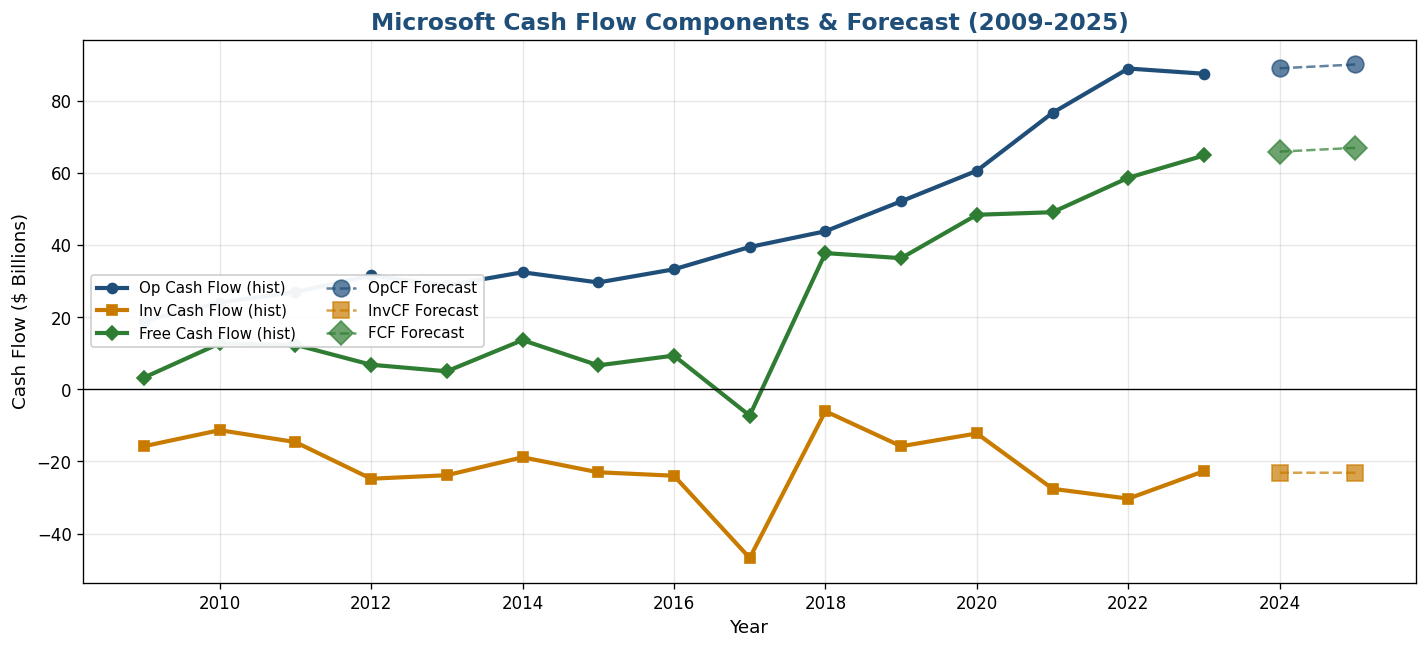 Microsoft Cash Flow Components & Forecast (2009-2025)
Cash Flow ($ Billions)
80
60
40
20
0
−20
−40
Op Cash Flow (hist)
Inv Cash Flow (hist)
Free Cash Flow (hist)
OpCF Forecast
InvCF Forecast
FCF Forecast
2010 2012 2014 2016 2018 2020 2022 2024
Year